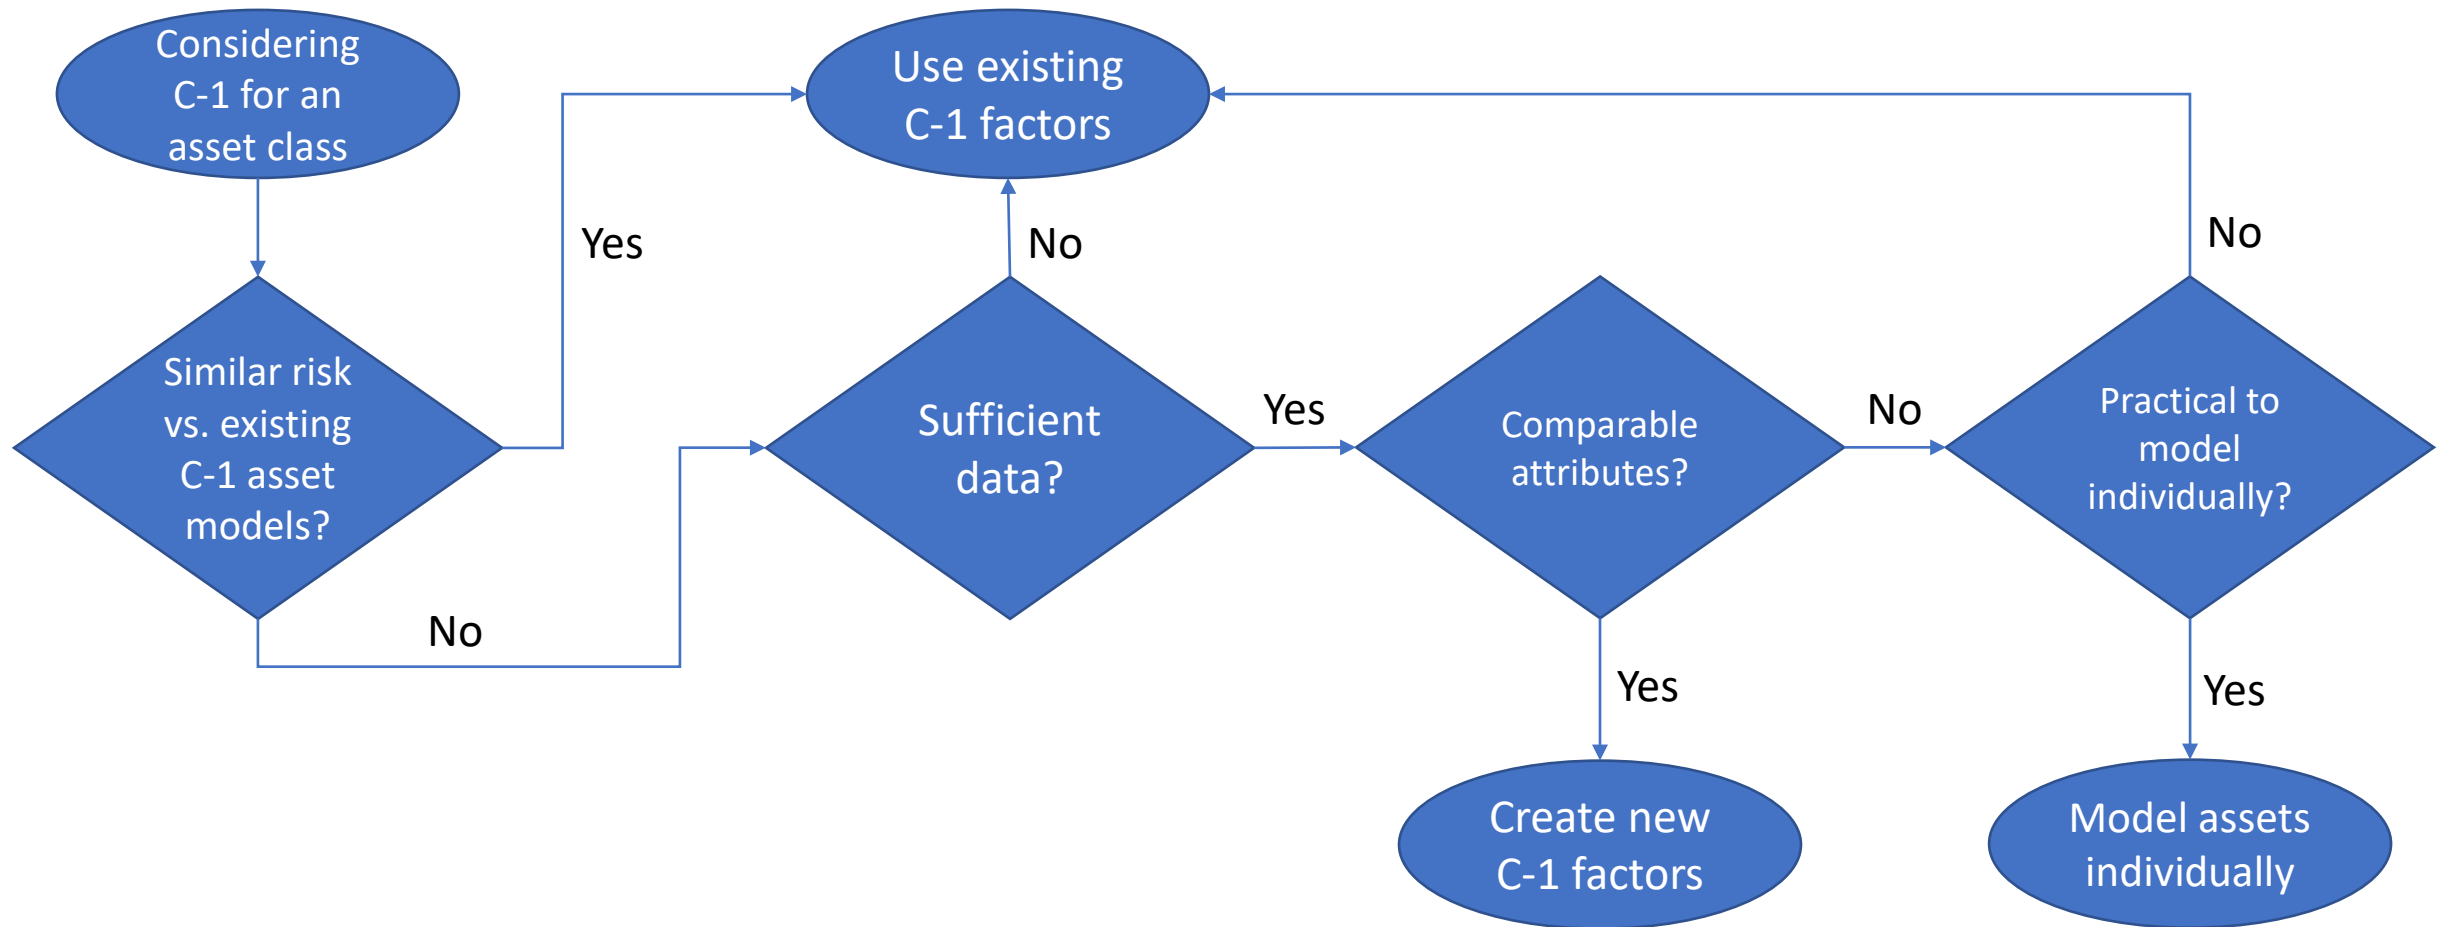 Considering
C-1 for an
asset class
Use existing
C-1 factors
Yes
No
No
Similar risk
vs. existing
C-1 asset
models?
Sufficient
data?
Yes
Comparable
attributes?
No
Practical to
model
individually?
No
Yes
Yes
Create new
C-1 factors
Model assets
individually